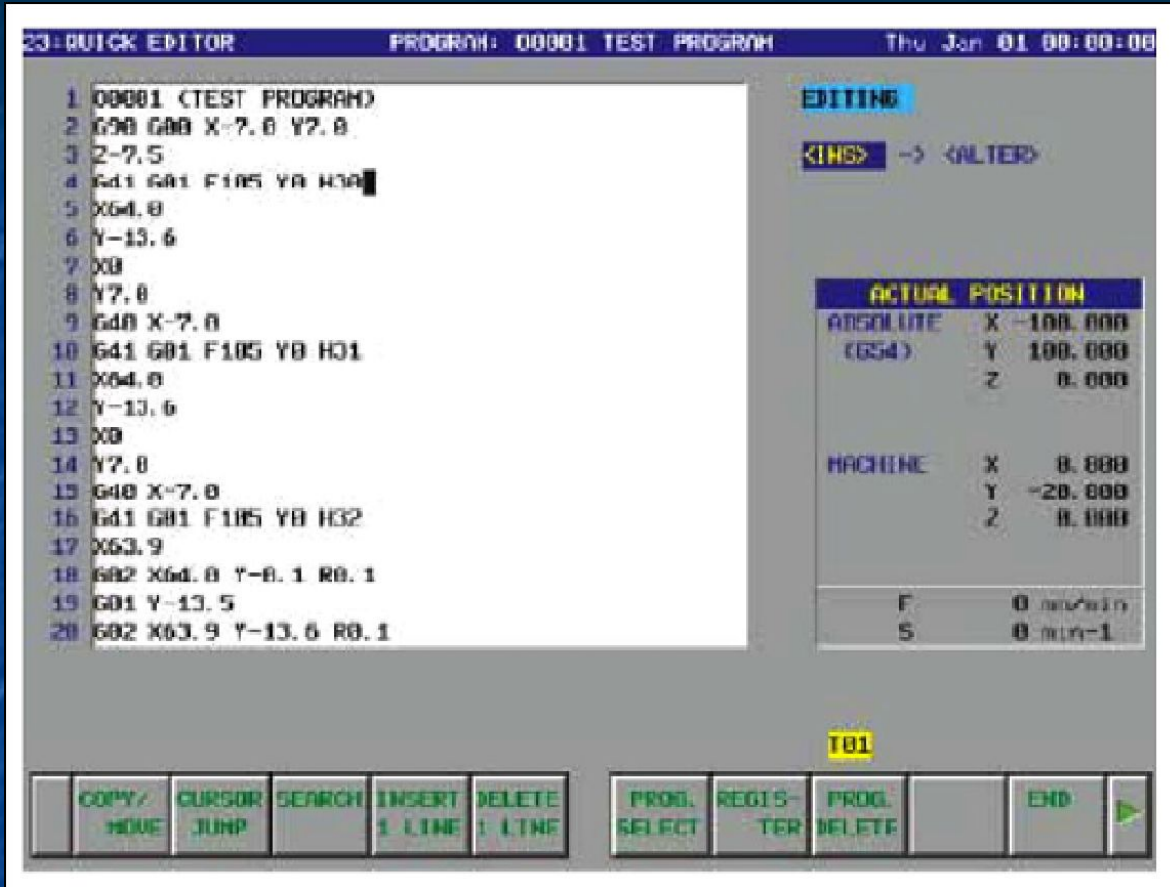 23:QUICK EDITOR PROGRAM: O0001 TEST PROGRAM Thu Jan 01 00:00:00
1 O0001 (TEST PROGRAM)
2 G90 G00 X-7.0 Y7.0
3 Z-7.5
4 G41 G01 F105 Y0 H30
5 X64.0
6 Y-13.6
7 X0
8 Y7.0
9 G40 X-7.0
10 G41 G01 F105 Y0 H31
11 X64.0
12 Y-13.6
13 X0
14 Y7.0
15 G40 X-7.0
16 G41 G01 F105 Y0 H32
17 X63.9
18 G02 X64.0 Y-0.1 R0.1
19 G01 Y-13.5
20 G02 X63.9 Y-13.6 R0.1
EDITING
<INS> -> <ALTER>
ACTUAL POSITION
ABSOLUTE X -100.000
(G54) Y 100.000
Z 0.000
MACHINE X 0.000
Y -20.000
Z 0.000
F 0 mm/min
S 0 min-1
T01
COPY/
MOVE
CURSOR
JUMP
SEARCH
INSERT
1 LINE
DELETE
1 LINE
PROG.
SELECT
REGIS-
TER
PROG.
DELETE
END